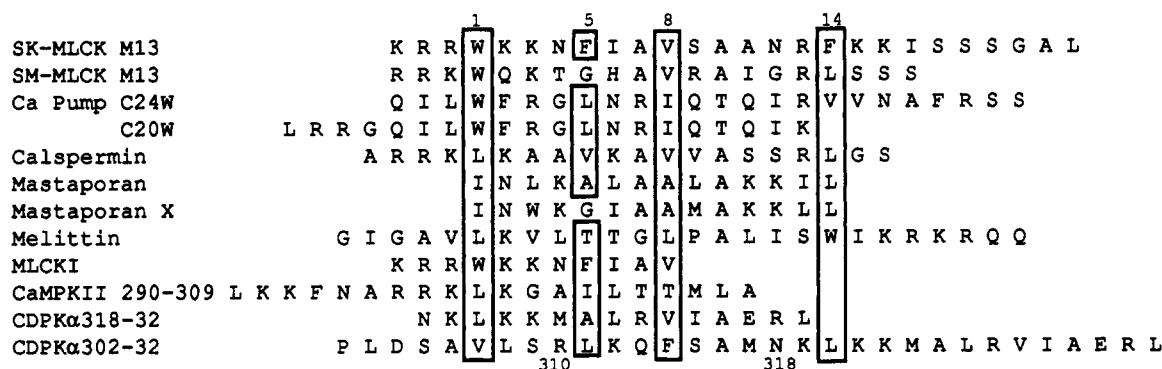 1 5 8 14
SK-MLCK M13 K R R W K K N F I A V S A A N R F K K I S S S G A L
SM-MLCK M13 R R K W Q K T G H A V R A I G R L S S S
Ca Pump C24W Q I L W F R G L N R I Q T Q I R V V N A F R S S
C20W L R R G Q I L W F R G L N R I Q T Q I K
Calspermin A R R K L K A A V K A V V A S S R L G S
Mastaporan I N L K A L A A L A K K I L
Mastaporan X I N W K G I A A M A K K L L
Melittin G I G A V L K V L T T G L P A L I S W I K R K R Q Q
MLCKI K R R W K K N F I A V
CaMPKII 290-309 L K K F N A R R K L K G A I L T T M L A
CDPKα318-32 N K L K K M A L R V I A E R L
CDPKα302-32 P L D S A V L S R L K Q F S A M N K L K K M A L R V I A E R L
310 318